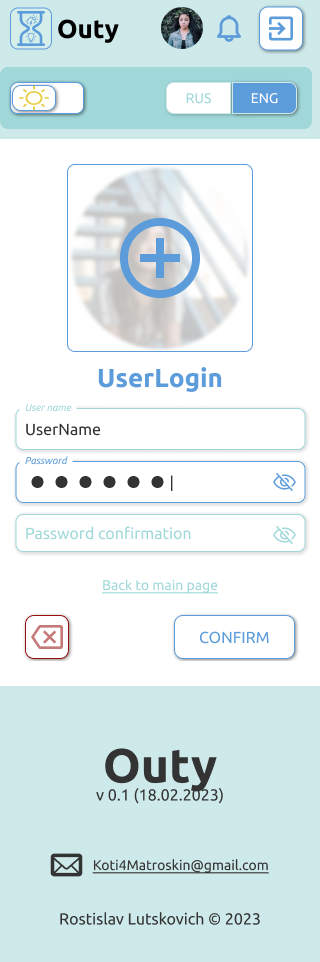 Outy
RUS
ENG
UserLogin
User name
UserName
Password
Password confirmation
Back to main page
CONFIRM
Outy
v 0.1 (18.02.2023)
Koti4Matroskin@gmail.com
Rostislav Lutskovich © 2023